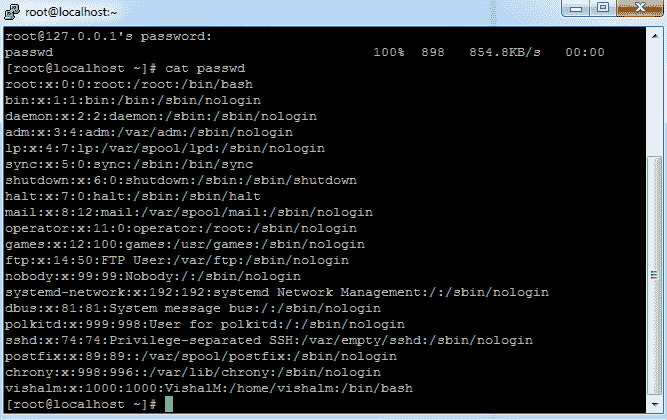 root@localhost:~
root@127.0.0.1's password:
passwd 100% 898 854.8KB/s 00:00
[root@localhost ~]# cat passwd
root:x:0:0:root:/root:/bin/bash
bin:x:1:1:bin:/bin:/sbin/nologin
daemon:x:2:2:daemon:/sbin:/sbin/nologin
adm:x:3:4:adm:/var/adm:/sbin/nologin
lp:x:4:7:lp:/var/spool/lpd:/sbin/nologin
sync:x:5:0:sync:/sbin:/bin/sync
shutdown:x:6:0:shutdown:/sbin:/sbin/shutdown
halt:x:7:0:halt:/sbin:/sbin/halt
mail:x:8:12:mail:/var/spool/mail:/sbin/nologin
operator:x:11:0:operator:/root:/sbin/nologin
games:x:12:100:games:/usr/games:/sbin/nologin
ftp:x:14:50:FTP User:/var/ftp:/sbin/nologin
nobody:x:99:99:Nobody:/:/sbin/nologin
systemd-network:x:192:192:systemd Network Management:/:/sbin/nologin
dbus:x:81:81:System message bus:/:/sbin/nologin
polkitd:x:999:998:User for polkitd:/:/sbin/nologin
sshd:x:74:74:Privilege-separated SSH:/var/empty/sshd:/sbin/nologin
postfix:x:89:89::/var/spool/postfix:/sbin/nologin
chrony:x:998:996::/var/lib/chrony:/sbin/nologin
vishalm:x:1000:1000:VishalM:/home/vishalm:/bin/bash
[root@localhost ~]#